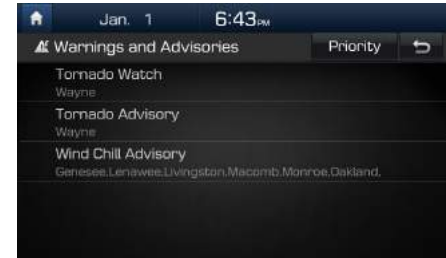 Jan. 1 6:43PM
Warnings and Advisories Priority
Tornado Watch
Wayne
Tornado Advisory
Wayne
Wind Chill Advisory
Genesee,Lenawee,Livingston,Macomb,Monroe,Oakland,